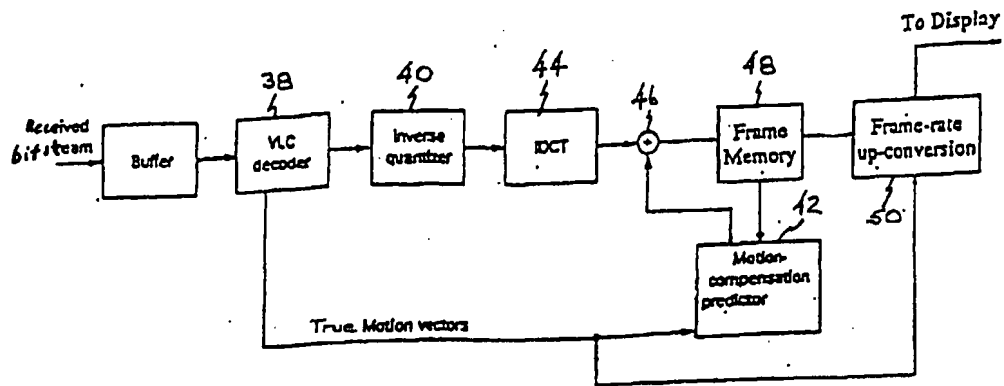 To Display
38
40
44
46
48
Received
bitsteam
Buffer
VLC
decoder
Inverse
quantizer
IDCT
+
Frame
Memory
Frame-rate
up-conversion
50
42
Motion-
compensation
predictor
True Motion vectors